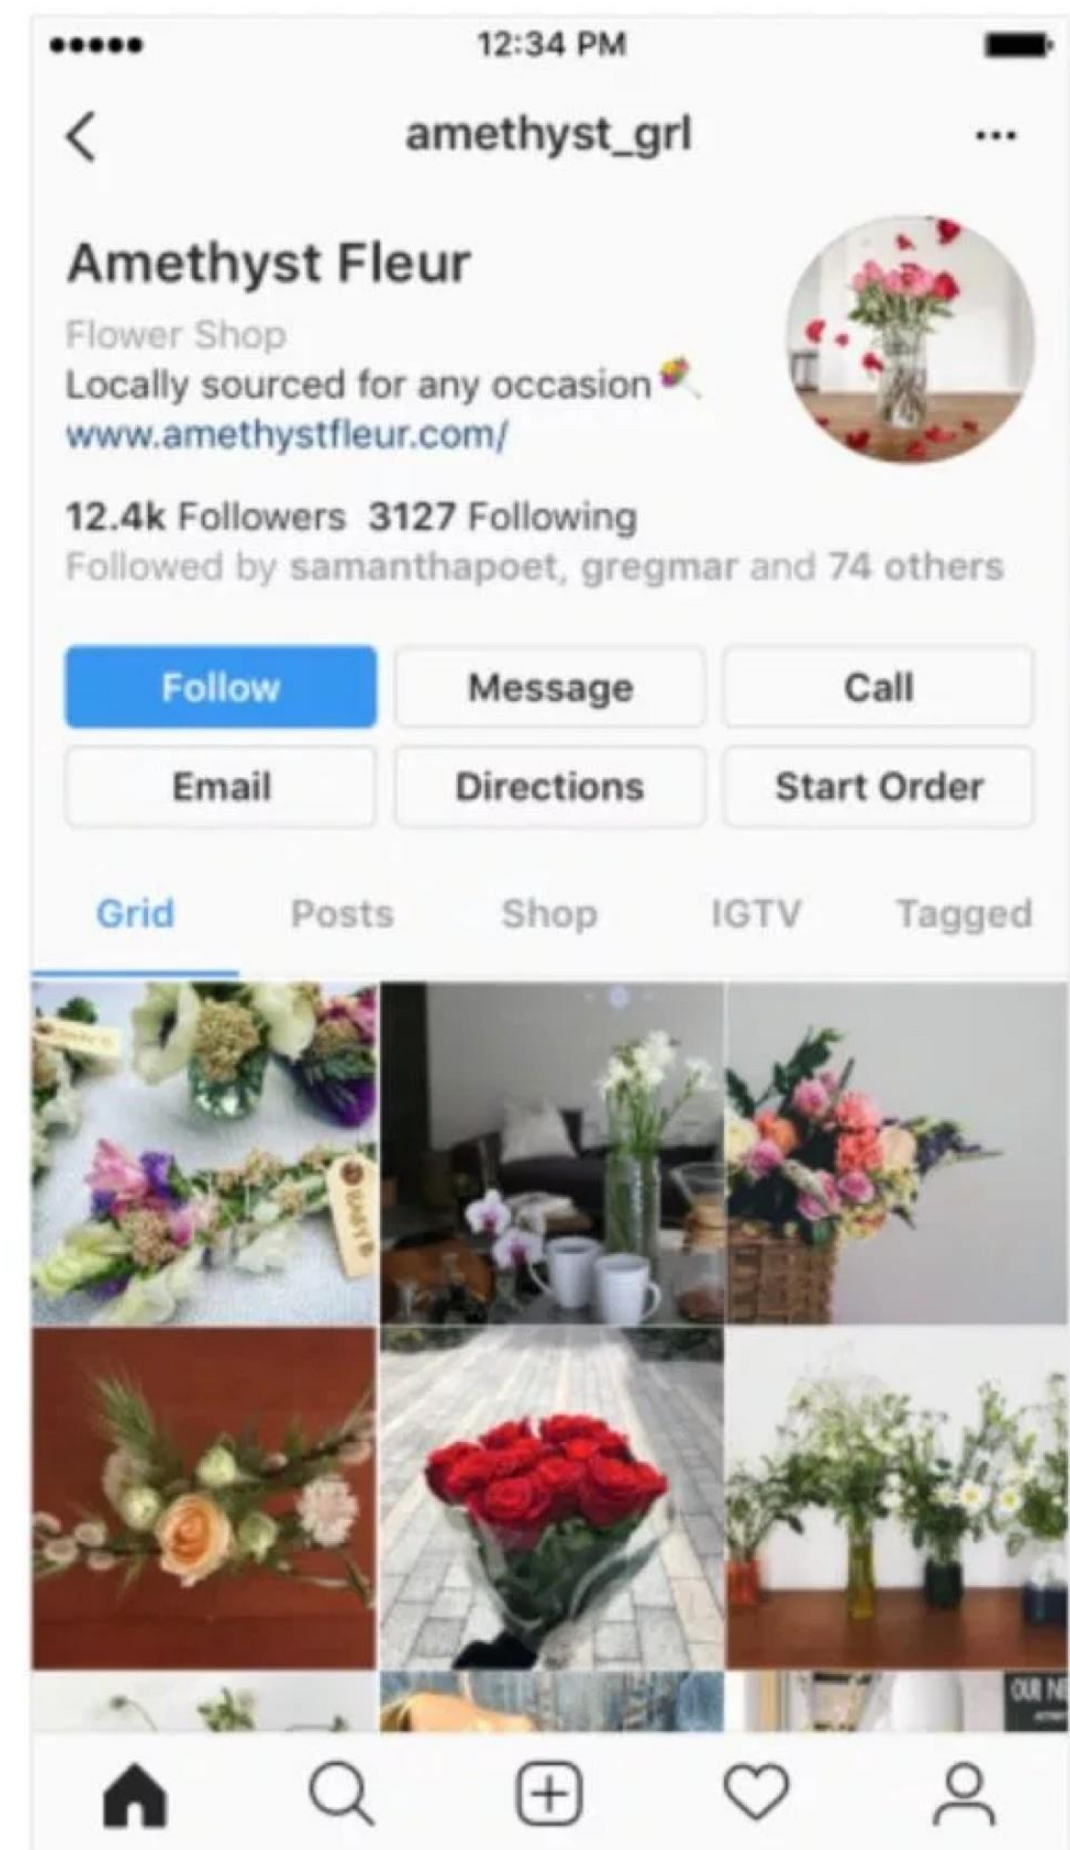 12:34 PM
amethyst_grl
Amethyst Fleur
Flower Shop
Locally sourced for any occasion
www.amethystfleur.com/
12.4k Followers 3127 Following
Followed by samanthapoet, gregmar and 74 others
Follow Message Call
Email Directions Start Order
Grid Posts Shop IGTV Tagged
OUR